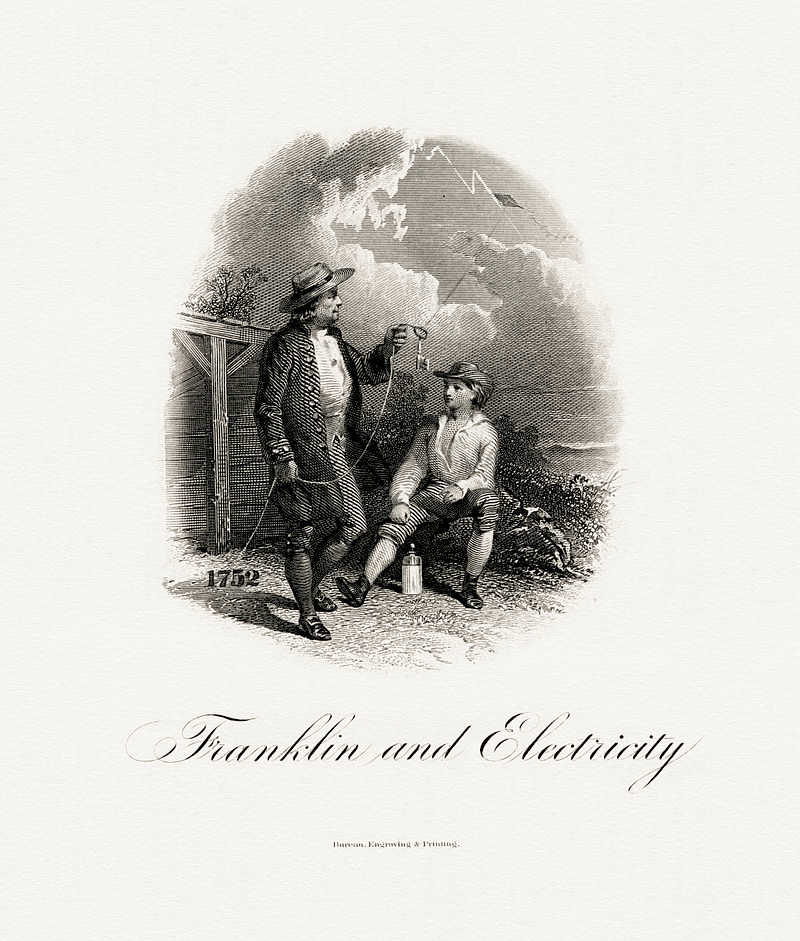 1752
Franklin and Electricity
Bureau, Engraving & Printing.